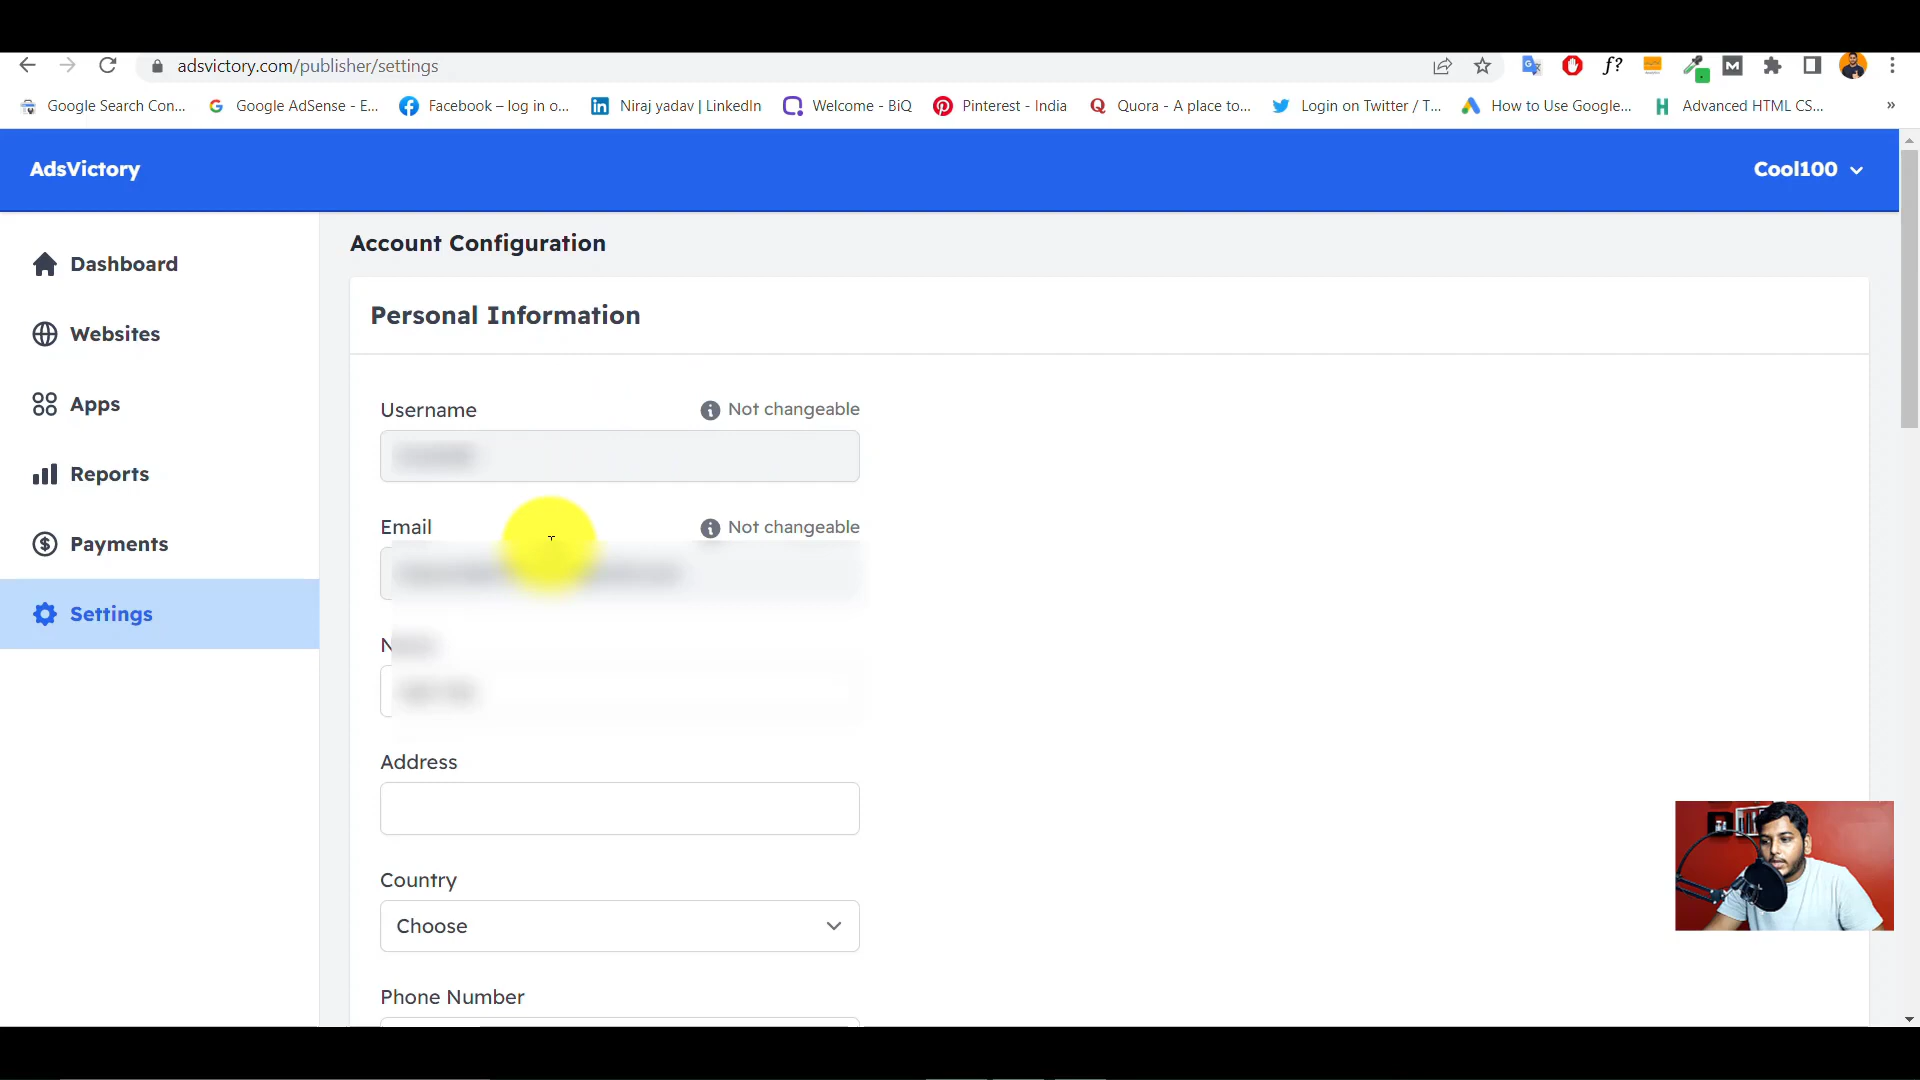 adsvictory.com/publisher/settings
Google Search Con... Google AdSense - E... Facebook – log in o... Niraj yadav | LinkedIn Welcome - BiQ Pinterest - India Quora - A place to... Login on Twitter / T... How to Use Google... Advanced HTML CS... »
AdsVictory Cool100
Dashboard
Websites
Apps
Reports
Payments
Settings
Account Configuration
Personal Information
Username Not changeable
Email Not changeable
Address
Country
Choose
Phone Number